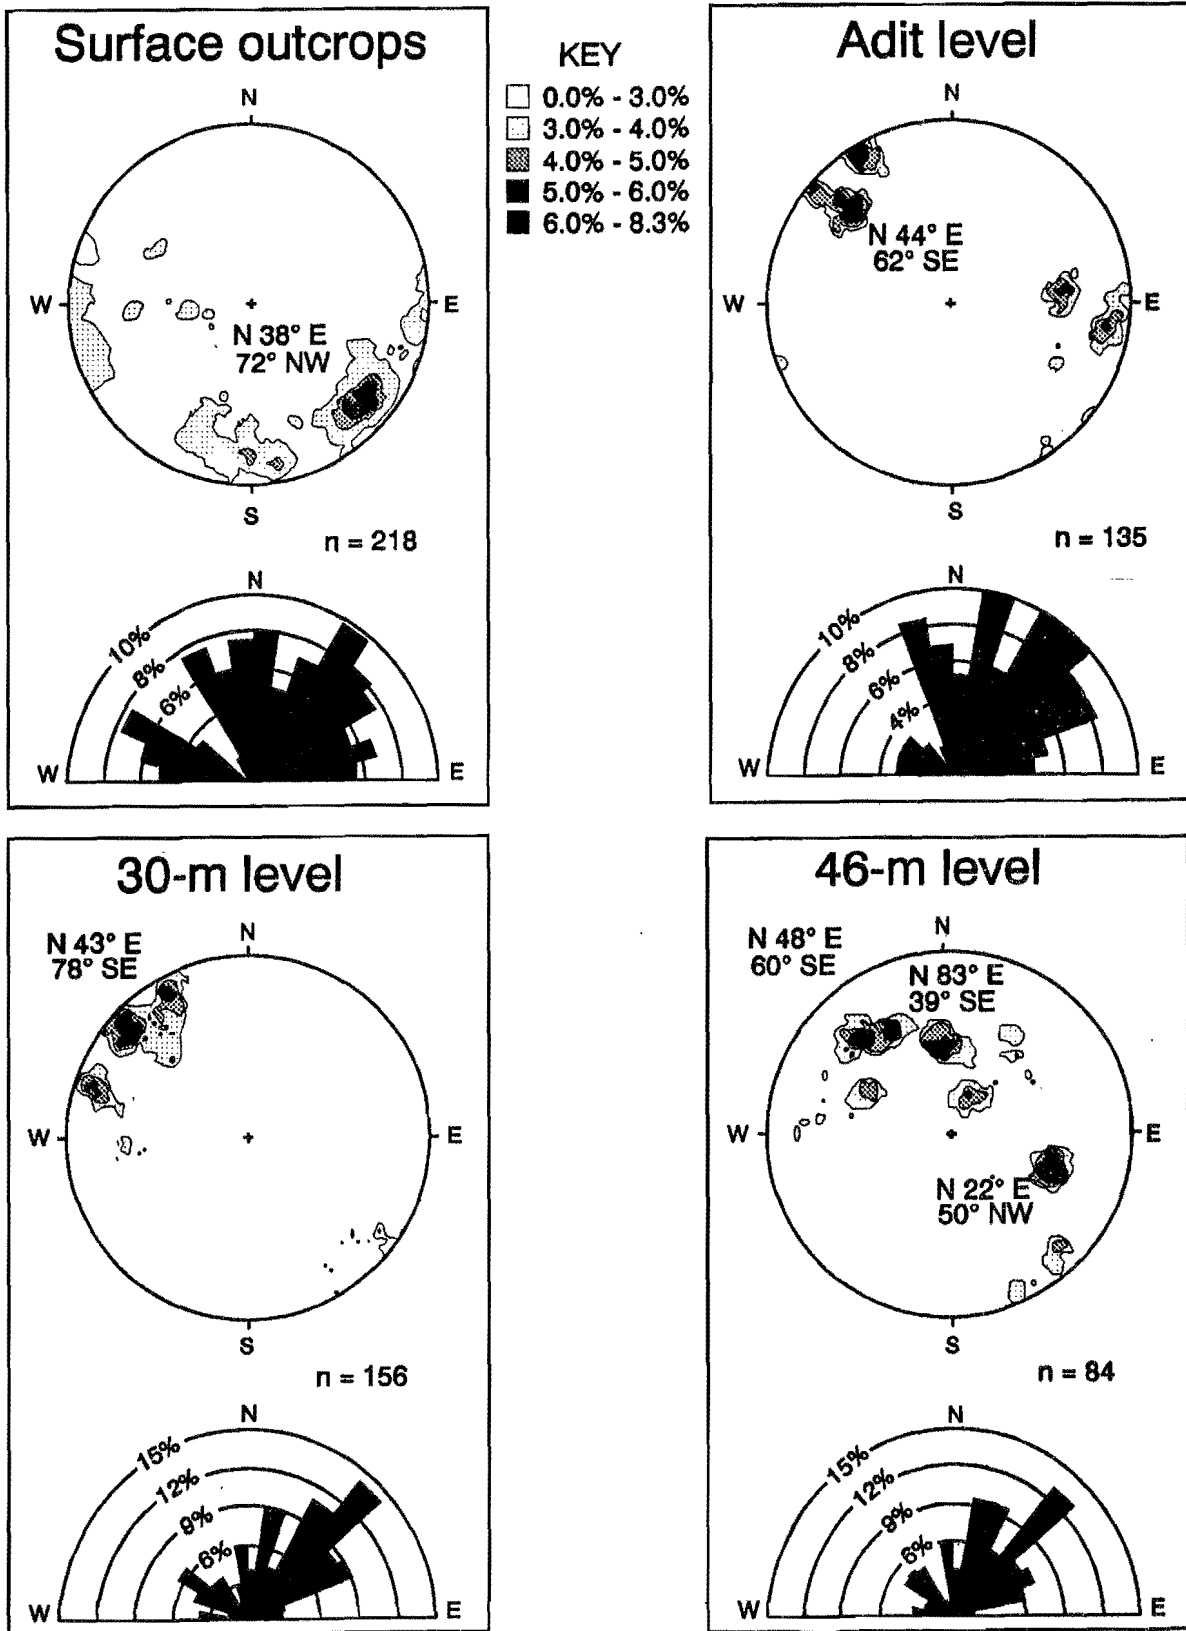 Surface outcrops
N
W
E
N 38° E
72° NW
S
n = 218
N
10%
8%
6%
W
E
KEY
0.0% - 3.0%
3.0% - 4.0%
4.0% - 5.0%
5.0% - 6.0%
6.0% - 8.3%
Adit level
N
N 44° E
62° SE
W
E
S
n = 135
N
10%
8%
6%
4%
W
E
30-m level
N 43° E
78° SE
N
W
E
S
n = 156
N
15%
12%
9%
6%
W
E
46-m level
N 48° E
60° SE
N
N 83° E
39° SE
W
E
N 22° E
50° NW
S
n = 84
N
15%
12%
9%
6%
W
E